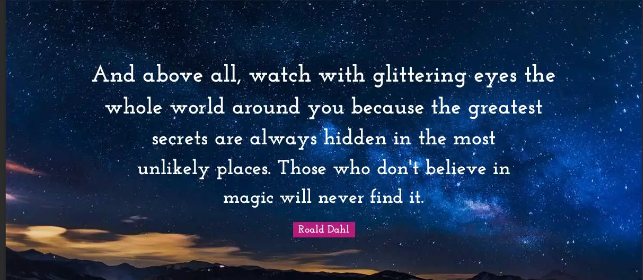 And above all, watch with glittering eyes the
whole world around you because the greatest
secrets are always hidden in the most
unlikely places. Those who don't believe in
magic will never find it.
Roald Dahl